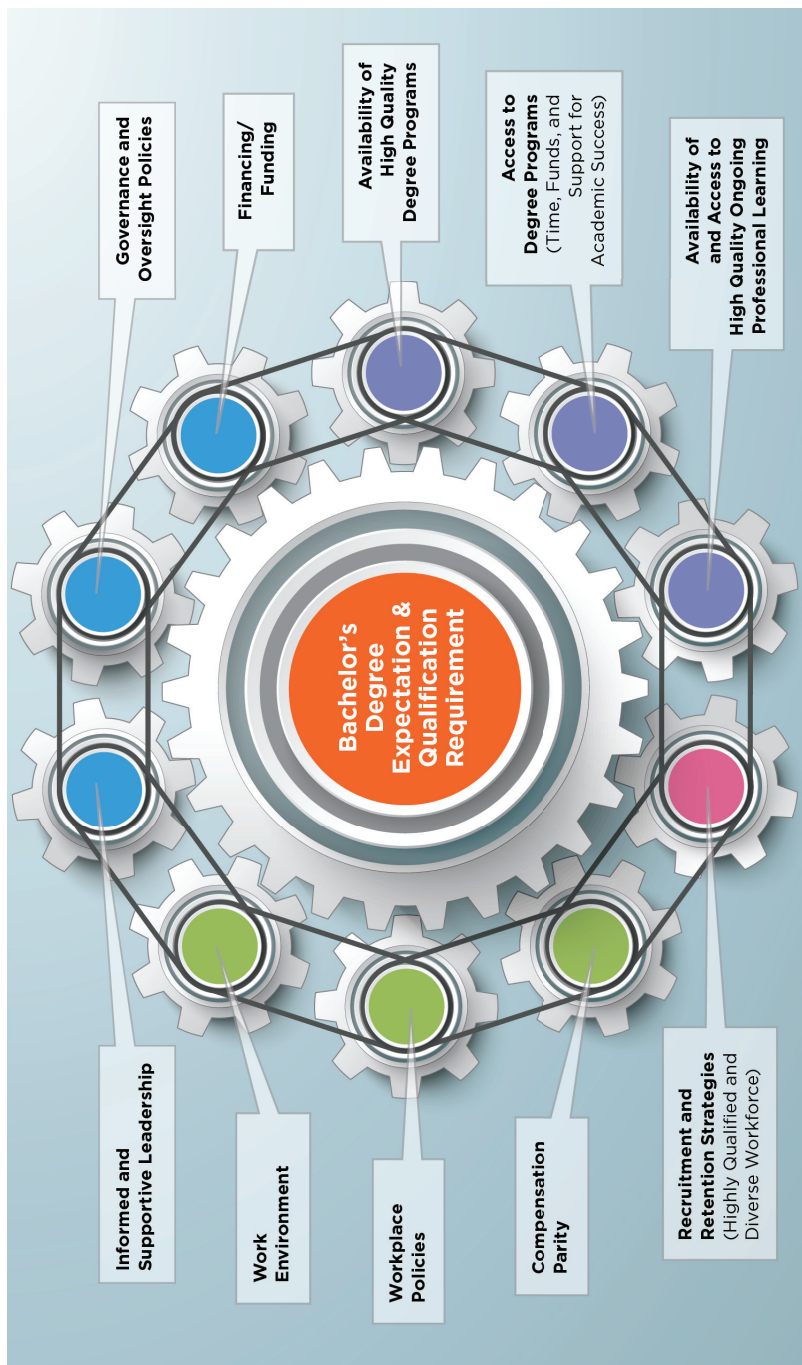 Informed and
Supportive Leadership
Governance and
Oversight Policies
Work
Environment
Financing/
Funding
Workplace
Policies
Bachelor's
Degree
Expectation &
Qualification
Requirement
Availability of
High Quality
Degree Programs
Compensation
Parity
Access to
Degree Programs
(Time, Funds, and
Support for
Academic Success)
Recruitment and
Retention Strategies
(Highly Qualified and
Diverse Workforce)
Availability of
and Access to
High Quality Ongoing
Professional Learning